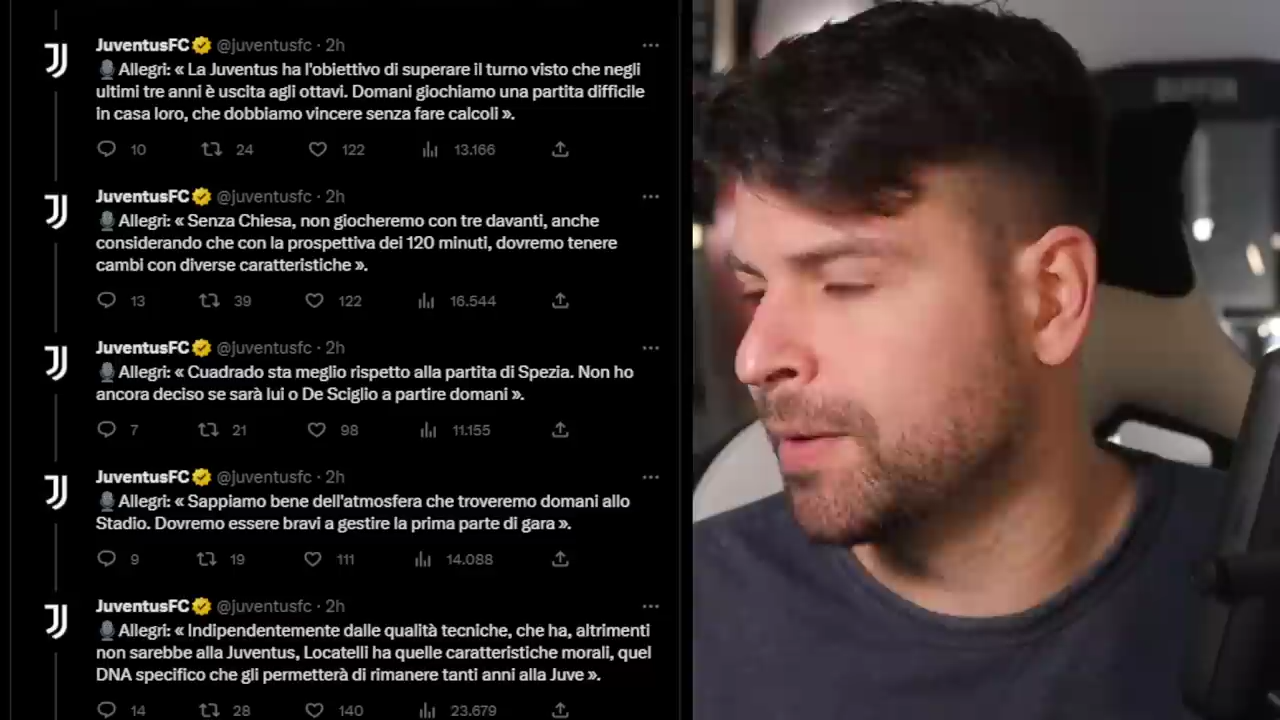 JuventusFC @juventusfc · 2h
Allegri: « La Juventus ha l'obiettivo di superare il turno visto che negli
ultimi tre anni è uscita agli ottavi. Domani giochiamo una partita difficile
in casa loro, che dobbiamo vincere senza fare calcoli ».
10 24 122 13.166
JuventusFC @juventusfc · 2h
Allegri: « Senza Chiesa, non giocheremo con tre davanti, anche
considerando che con la prospettiva dei 120 minuti, dovremo tenere
cambi con diverse caratteristiche ».
13 39 122 16.544
JuventusFC @juventusfc · 2h
Allegri: « Cuadrado sta meglio rispetto alla partita di Spezia. Non ho
ancora deciso se sarà lui o De Sciglio a partire domani ».
7 21 98 11.155
JuventusFC @juventusfc · 2h
Allegri: « Sappiamo bene dell'atmosfera che troveremo domani allo
Stadio. Dovremo essere bravi a gestire la prima parte di gara ».
9 19 111 14.088
JuventusFC @juventusfc · 2h
Allegri: « Indipendentemente dalle qualità tecniche, che ha, altrimenti
non sarebbe alla Juventus, Locatelli ha quelle caratteristiche morali, quel
DNA specifico che gli permetterà di rimanere tanti anni alla Juve ».
14 28 140 23.679